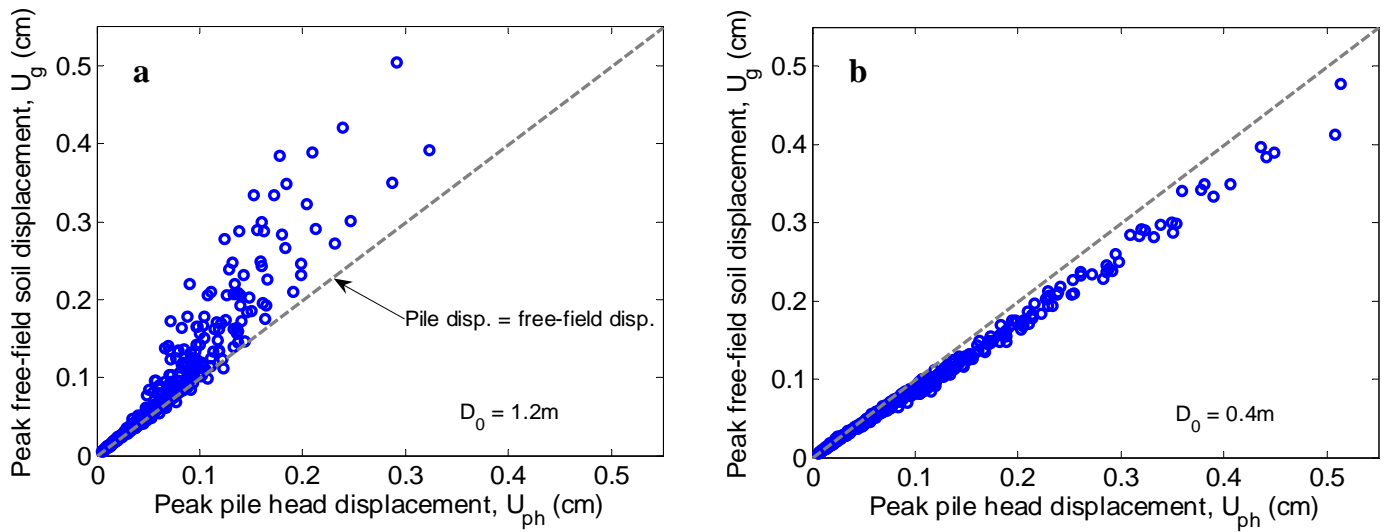 a
Peak free-field soil displacement, U_g (cm)
0.5
0.4
0.3
0.2
0.1
0
Pile disp. = free-field disp.
D_0 = 1.2m
0 0.1 0.2 0.3 0.4 0.5
Peak pile head displacement, U_ph (cm)
b
Peak free-field soil displacement, U_g (cm)
0.5
0.4
0.3
0.2
0.1
0
D_0 = 0.4m
0 0.1 0.2 0.3 0.4 0.5
Peak pile head displacement, U_ph (cm)